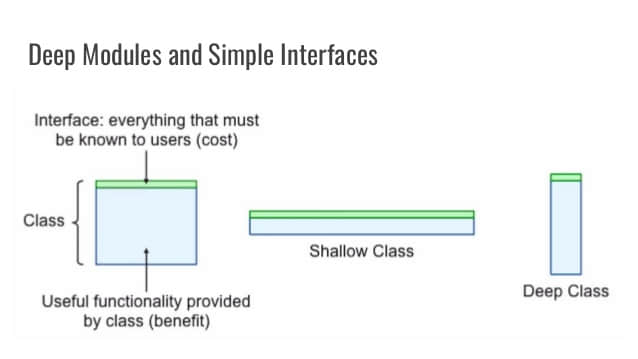 Deep Modules and Simple Interfaces
Interface: everything that must
be known to users (cost)
Class
Useful functionality provided
by class (benefit)
Shallow Class
Deep Class